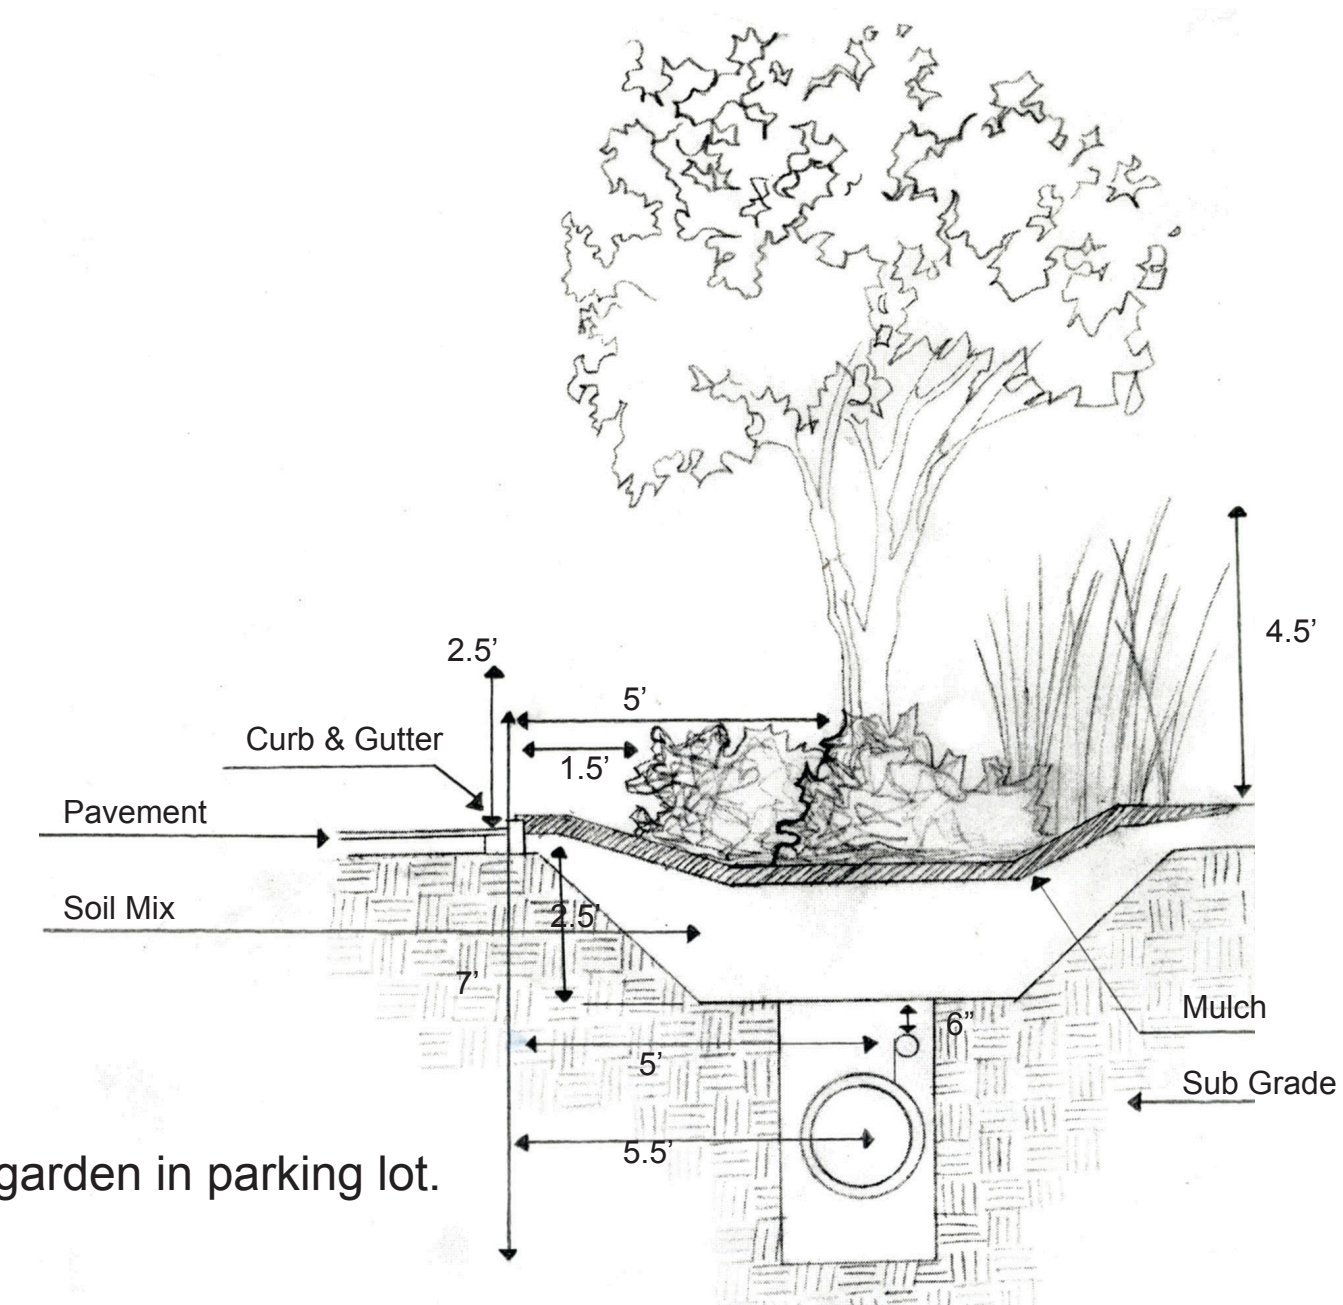 2.5’
4.5’
5’
Curb & Gutter
1.5’
Pavement
Soil Mix
2.5’
7’
Mulch
6”
5’
Sub Grade
5.5’
garden in parking lot.